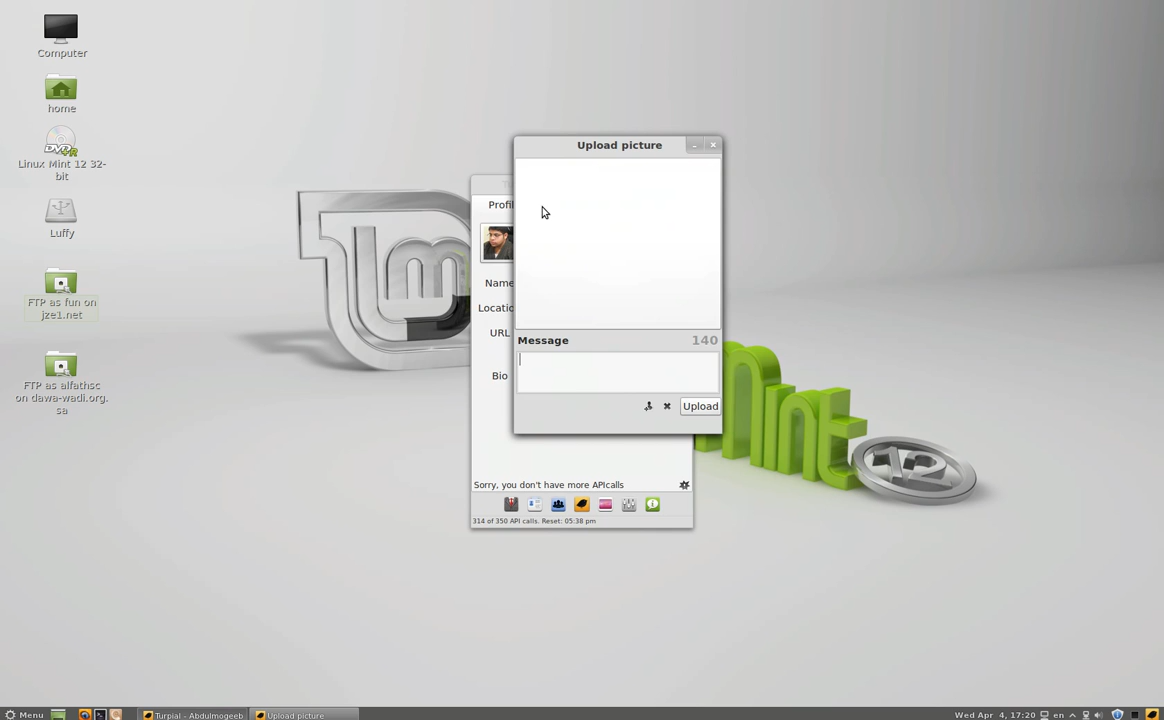 Computer
home
Linux Mint 12 32-
bit
Luffy
FTP as fun on
jze1.net
FTP as alfathsc
on dawa-wadi.org.
sa
Upload picture
Profil
Name
Locatio
URL
Bio
Message 140
Upload
Sorry, you don't have more APIcalls
314 of 350 API calls. Reset: 05:38 pm
mint
12
Menu
Turpial - Abdulmogeeb
Upload picture
Wed Apr 4, 17:20 en